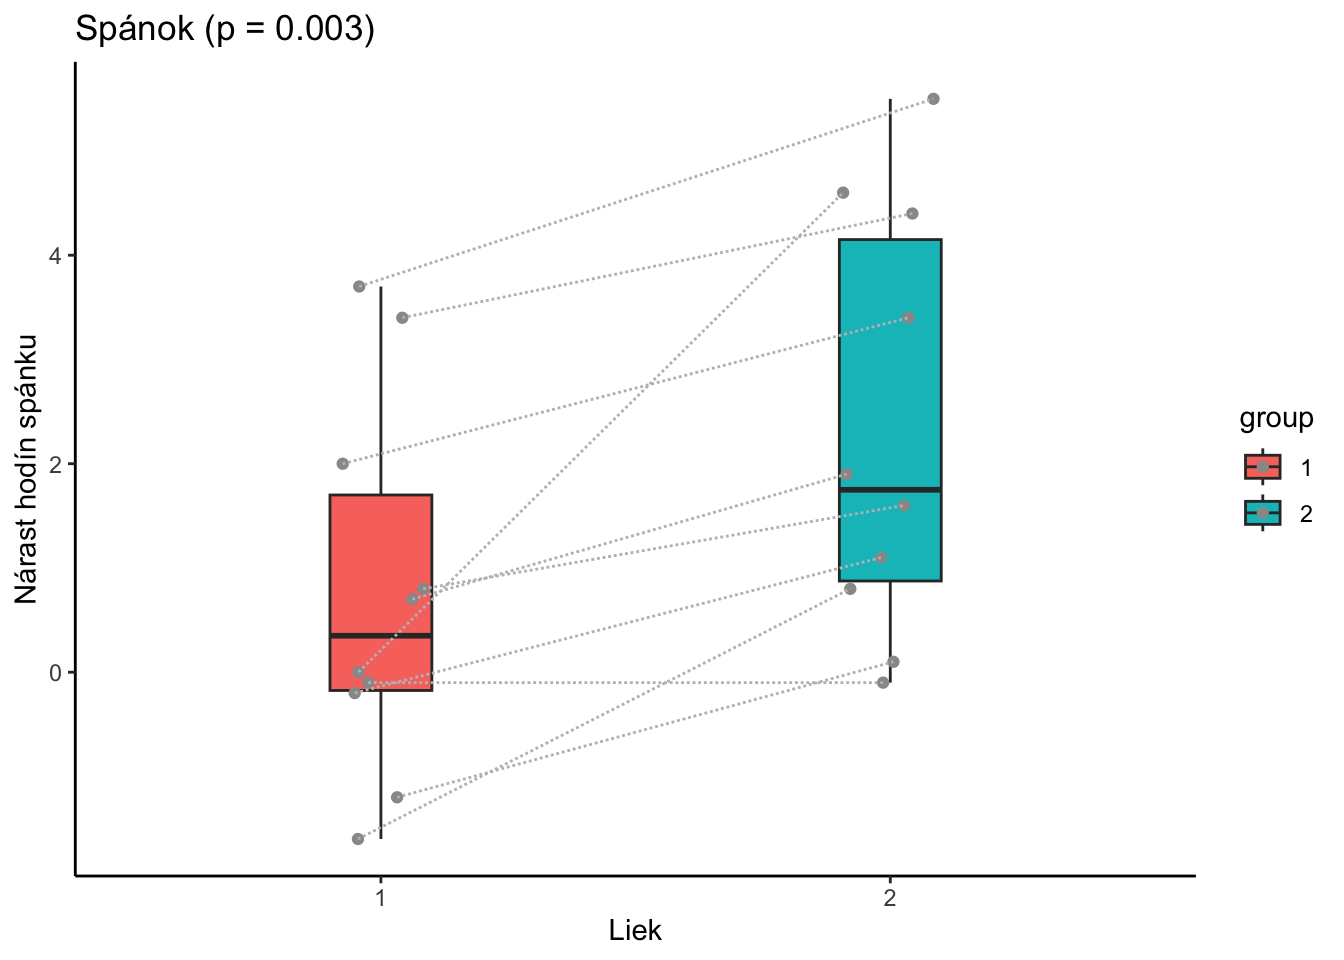 Spánok (p = 0.003)
Nárast hodín spánku
4
2
0
1
2
Liek
group
1
2